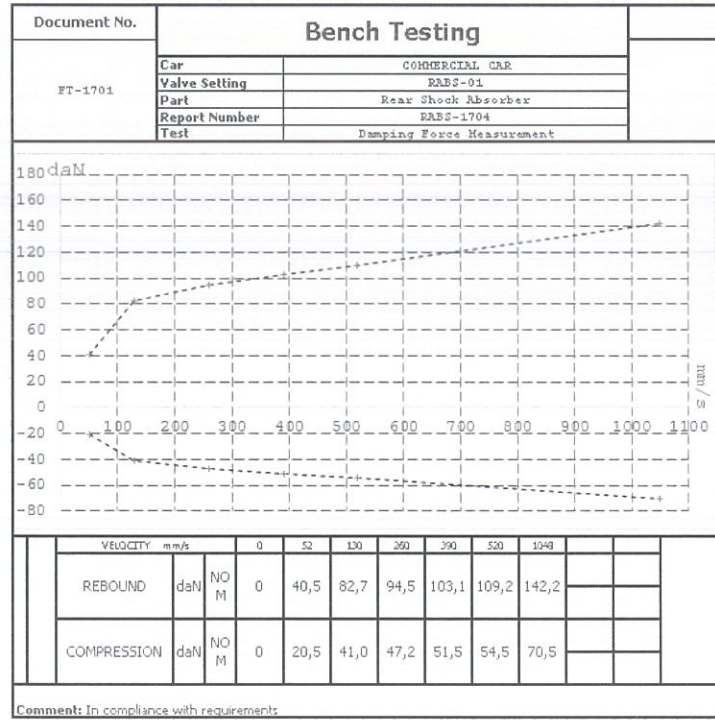 Document No.
Bench Testing
FT-1701
Car COMMERCIAL CAR
Valve Setting RABS-01
Part Rear Shock Absorber
Report Number RABS-1704
Test Damping Force Measurement
180 daN
160
140
120
100
80
60
40
20
0
0 100 200 300 400 500 600 700 800 900 1000 1100
mm/s
-20
-40
-60
-80
VELOCITY mm/s 0 52 130 260 390 520 1048
REBOUND daN NO M 0 40,5 82,7 94,5 103,1 109,2 142,2
COMPRESSION daN NO M 0 20,5 41,0 47,2 51,5 54,5 70,5
Comment: In compliance with requirements